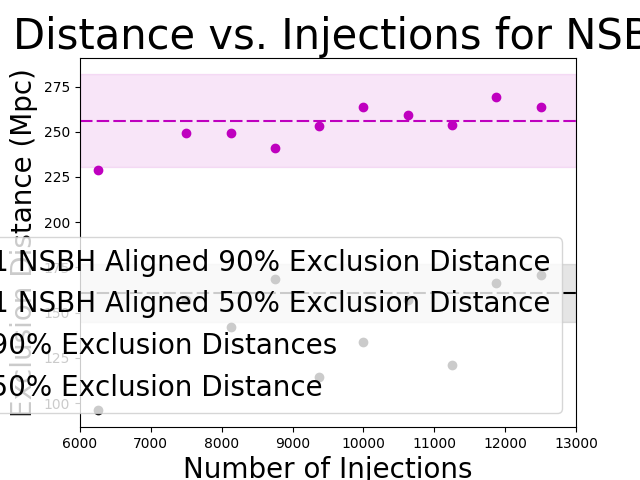 Distance vs. Injections for NSB
Exclusion Distance (Mpc)
275
250
225
200
175
150
125
100
1 NSBH Aligned 90% Exclusion Distance
1 NSBH Aligned 50% Exclusion Distance
90% Exclusion Distances
50% Exclusion Distance
6000 7000 8000 9000 10000 11000 12000 13000
Number of Injections